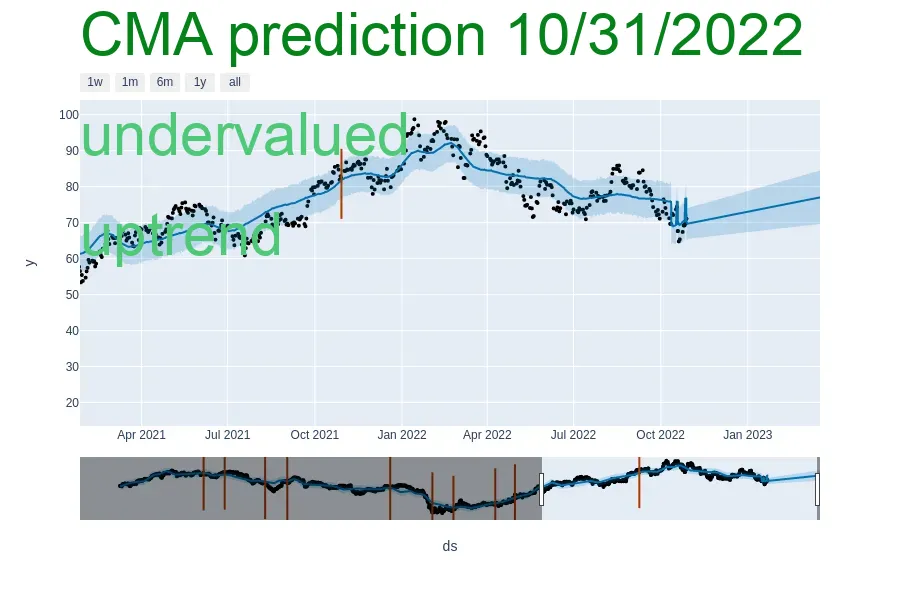 CMA prediction 10/31/2022
1w 1m 6m 1y all
undervalued
uptrend
100
90
80
70
60
50
40
30
20
y
Apr 2021 Jul 2021 Oct 2021 Jan 2022 Apr 2022 Jul 2022 Oct 2022 Jan 2023
ds